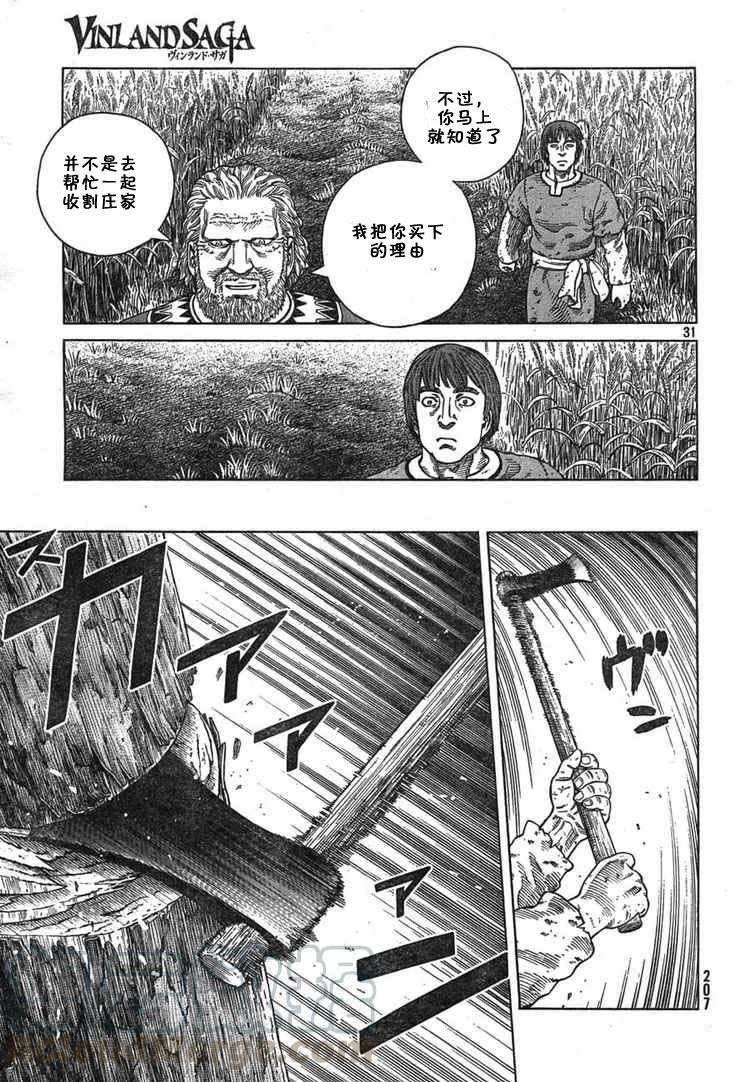 VINLAND SAGA
ヴィンランド・サガ
不过,
你马上
就知道了
我把你买下
的理由
并不是去
帮忙一起
收割庄家
31
ヴン
ズガァァァン
207